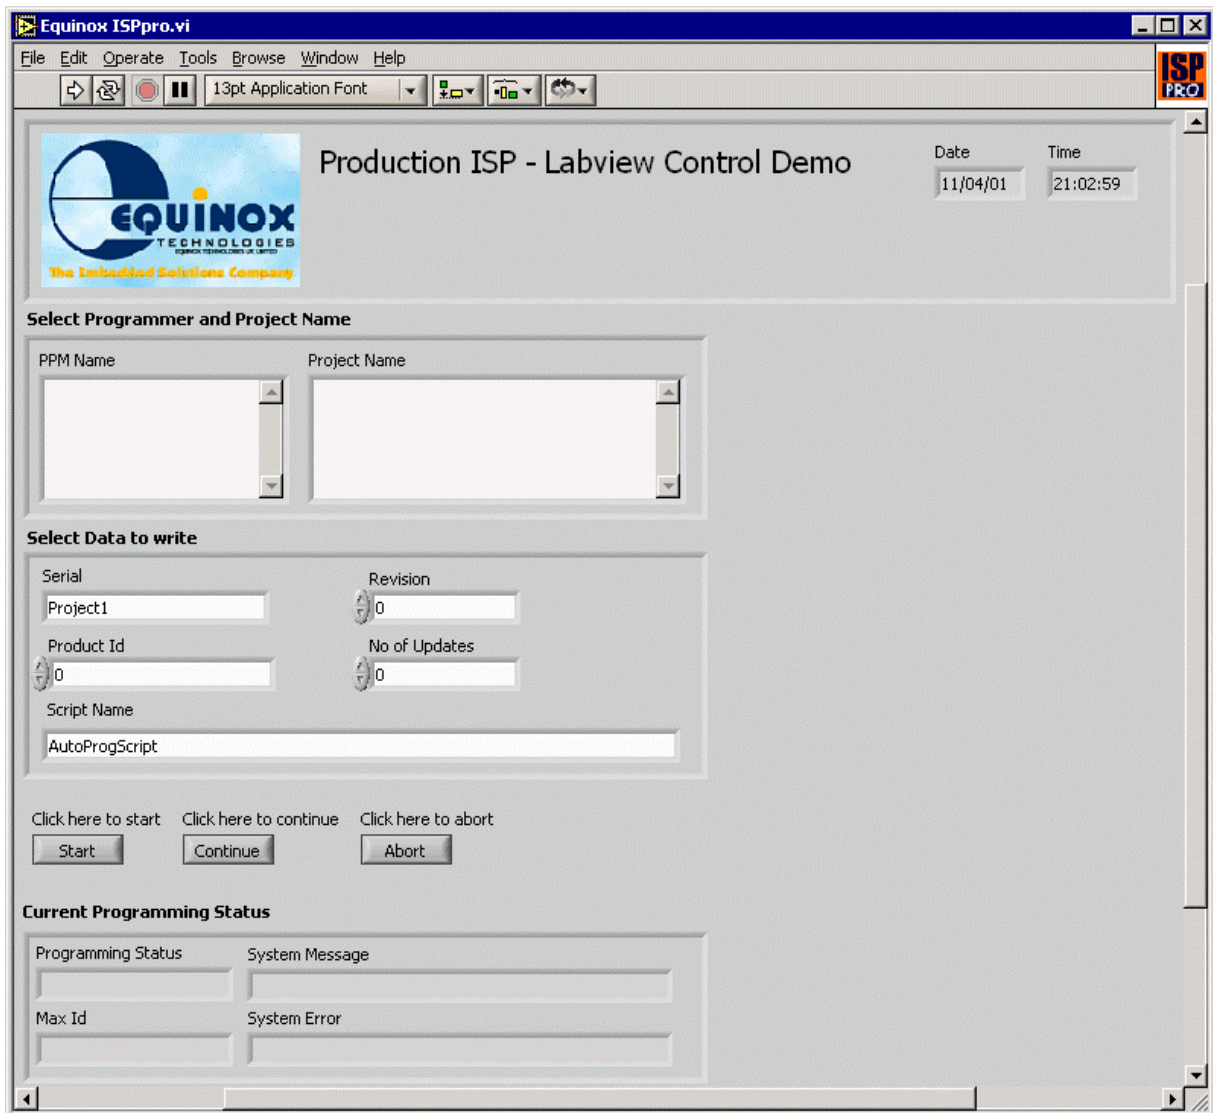 Equinox ISPpro.vi
File Edit Operate Tools Browse Window Help
13pt Application Font
ISP
PRO
Production ISP - Labview Control Demo
Date Time
11/04/01 21:02:59
EQUINOX
TECHNOLOGIES
The Embedded Solutions Company
Select Programmer and Project Name
PPM Name Project Name
Select Data to write
Serial Revision
Project1 0
Product Id No of Updates
0 0
Script Name
AutoProgScript
Click here to start Click here to continue Click here to abort
Start Continue Abort
Current Programming Status
Programming Status System Message
Max Id System Error